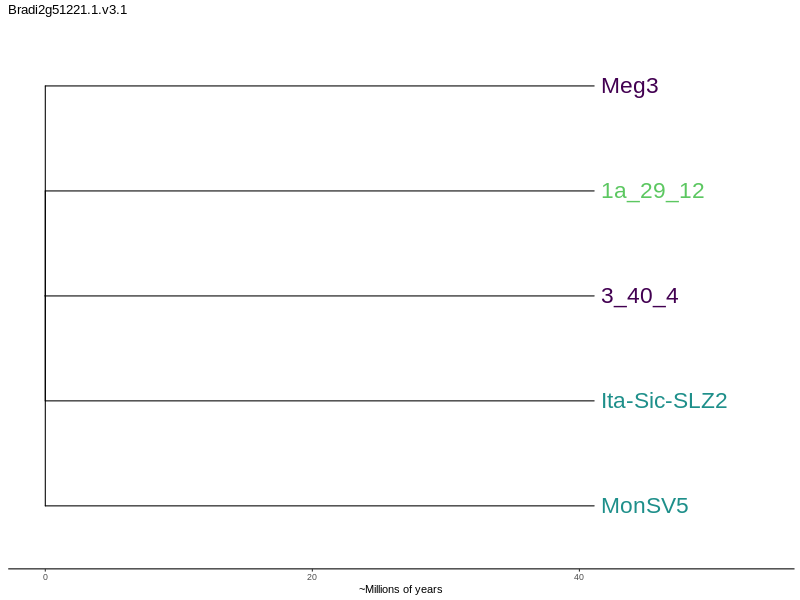 Bradi2g51221.1.v3.1
Meg3
1a_29_12
3_40_4
Ita-Sic-SLZ2
MonSV5
0 20 40
~Millions of years